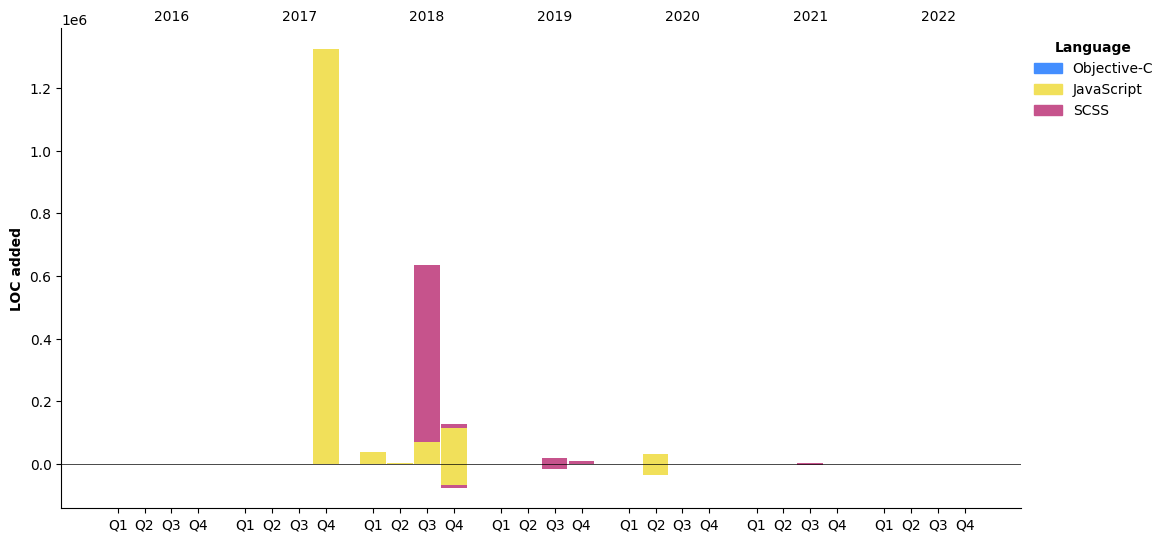 1e6
2016 2017 2018 2019 2020 2021 2022
Language
Objective-C
JavaScript
SCSS
LOC added
1.2
1.0
0.8
0.6
0.4
0.2
0.0
Q1 Q2 Q3 Q4 Q1 Q2 Q3 Q4 Q1 Q2 Q3 Q4 Q1 Q2 Q3 Q4 Q1 Q2 Q3 Q4 Q1 Q2 Q3 Q4 Q1 Q2 Q3 Q4